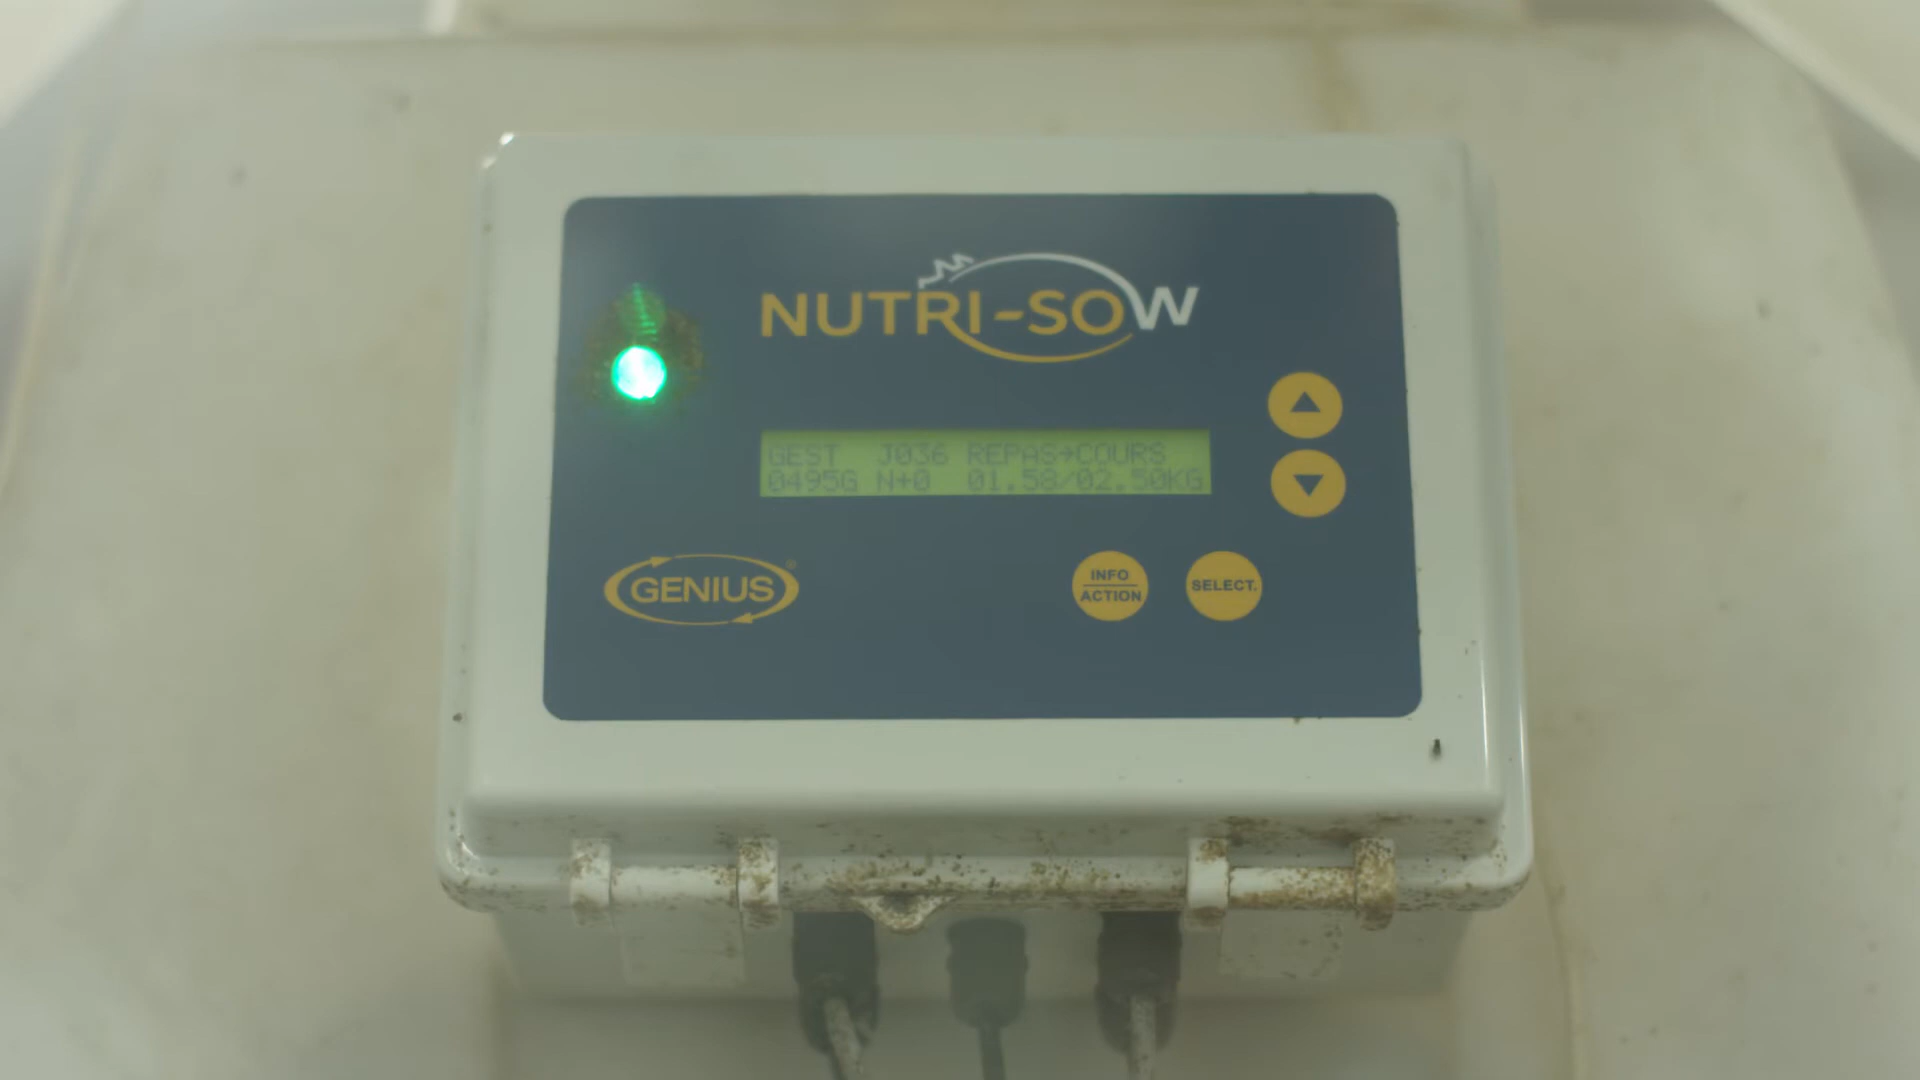 NUTRI-SOW
GEST J036 REPAS→COURS
0495G N+0 01.58/02.50KG
GENIUS®
INFO
ACTION
SELECT.